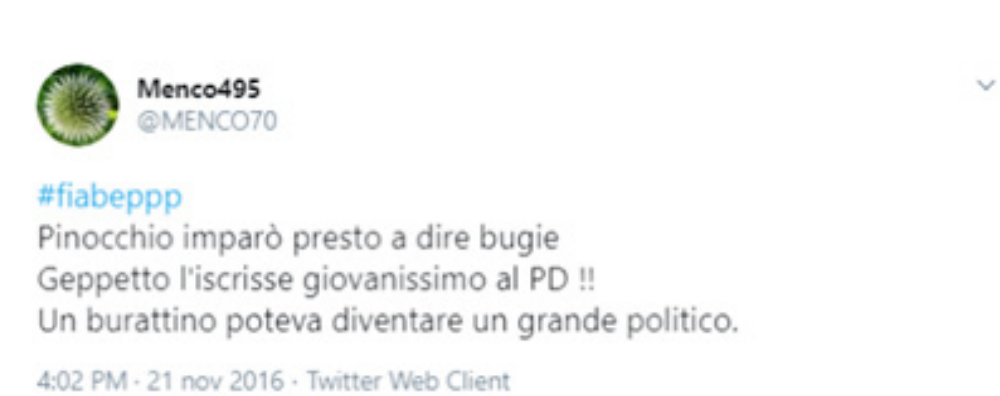 Menco495
@MENCO70
#fiabeppp
Pinocchio imparò presto a dire bugie
Geppetto l'iscrisse giovanissimo al PD !!
Un burattino poteva diventare un grande politico.
4:02 PM · 21 nov 2016 · Twitter Web Client